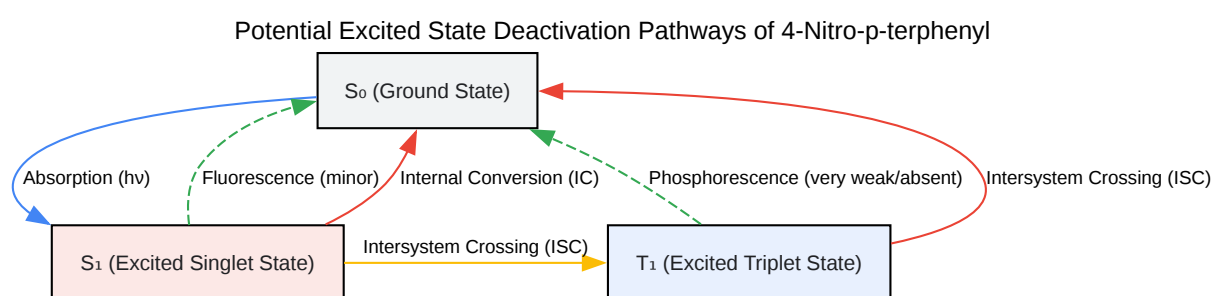 Potential Excited State Deactivation Pathways of 4-Nitro-p-terphenyl
S₀ (Ground State)
Absorption (hν)
Fluorescence (minor)
Internal Conversion (IC)
Phosphorescence (very weak/absent)
Intersystem Crossing (ISC)
Intersystem Crossing (ISC)
S₁ (Excited Singlet State)
T₁ (Excited Triplet State)